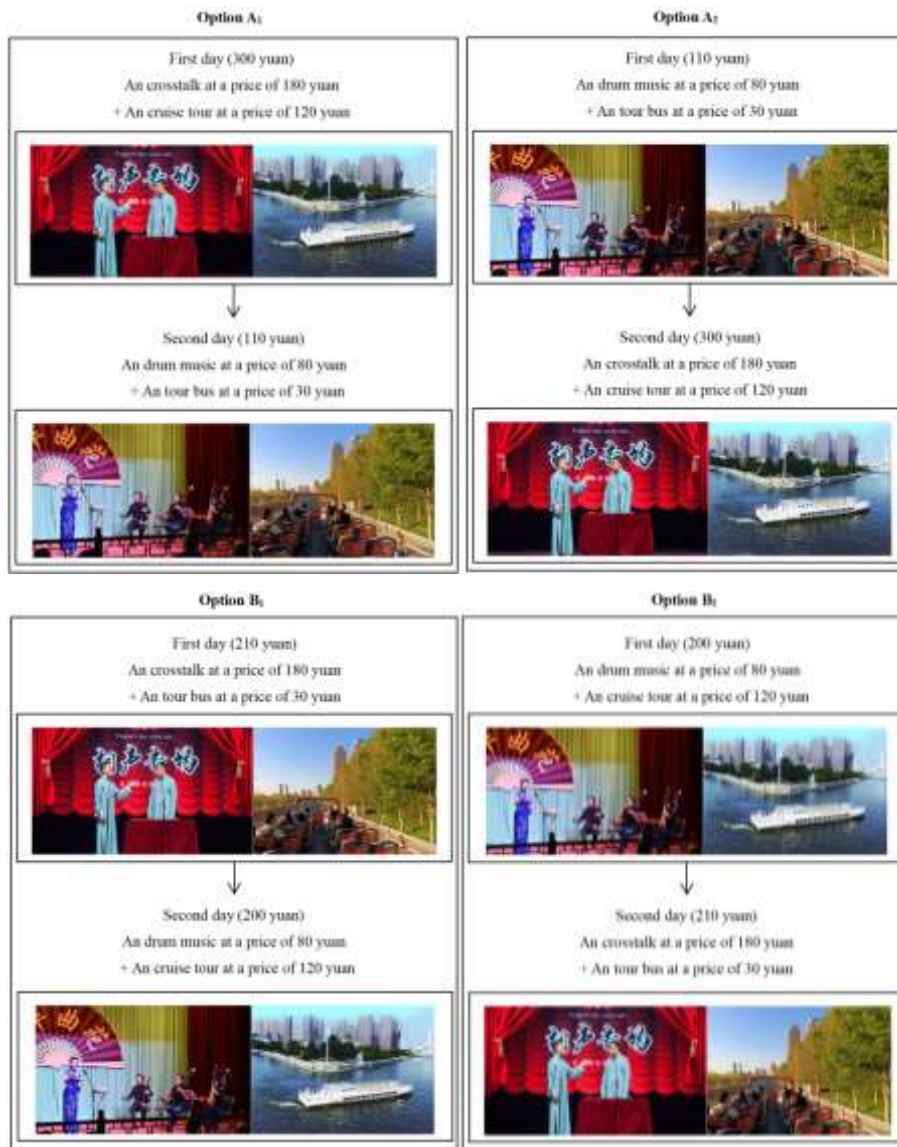 Option A₁
First day (300 yuan)
An crosstalk at a price of 180 yuan
+ An cruise tour at a price of 120 yuan
Second day (110 yuan)
An drum music at a price of 80 yuan
+ An tour bus at a price of 30 yuan
Option A₂
First day (110 yuan)
An drum music at a price of 80 yuan
+ An tour bus at a price of 30 yuan
Second day (300 yuan)
An crosstalk at a price of 180 yuan
+ An cruise tour at a price of 120 yuan
Option B₁
First day (210 yuan)
An crosstalk at a price of 180 yuan
+ An tour bus at a price of 30 yuan
Second day (200 yuan)
An drum music at a price of 80 yuan
+ An cruise tour at a price of 120 yuan
Option B₂
First day (200 yuan)
An drum music at a price of 80 yuan
+ An cruise tour at a price of 120 yuan
Second day (210 yuan)
An crosstalk at a price of 180 yuan
+ An tour bus at a price of 30 yuan